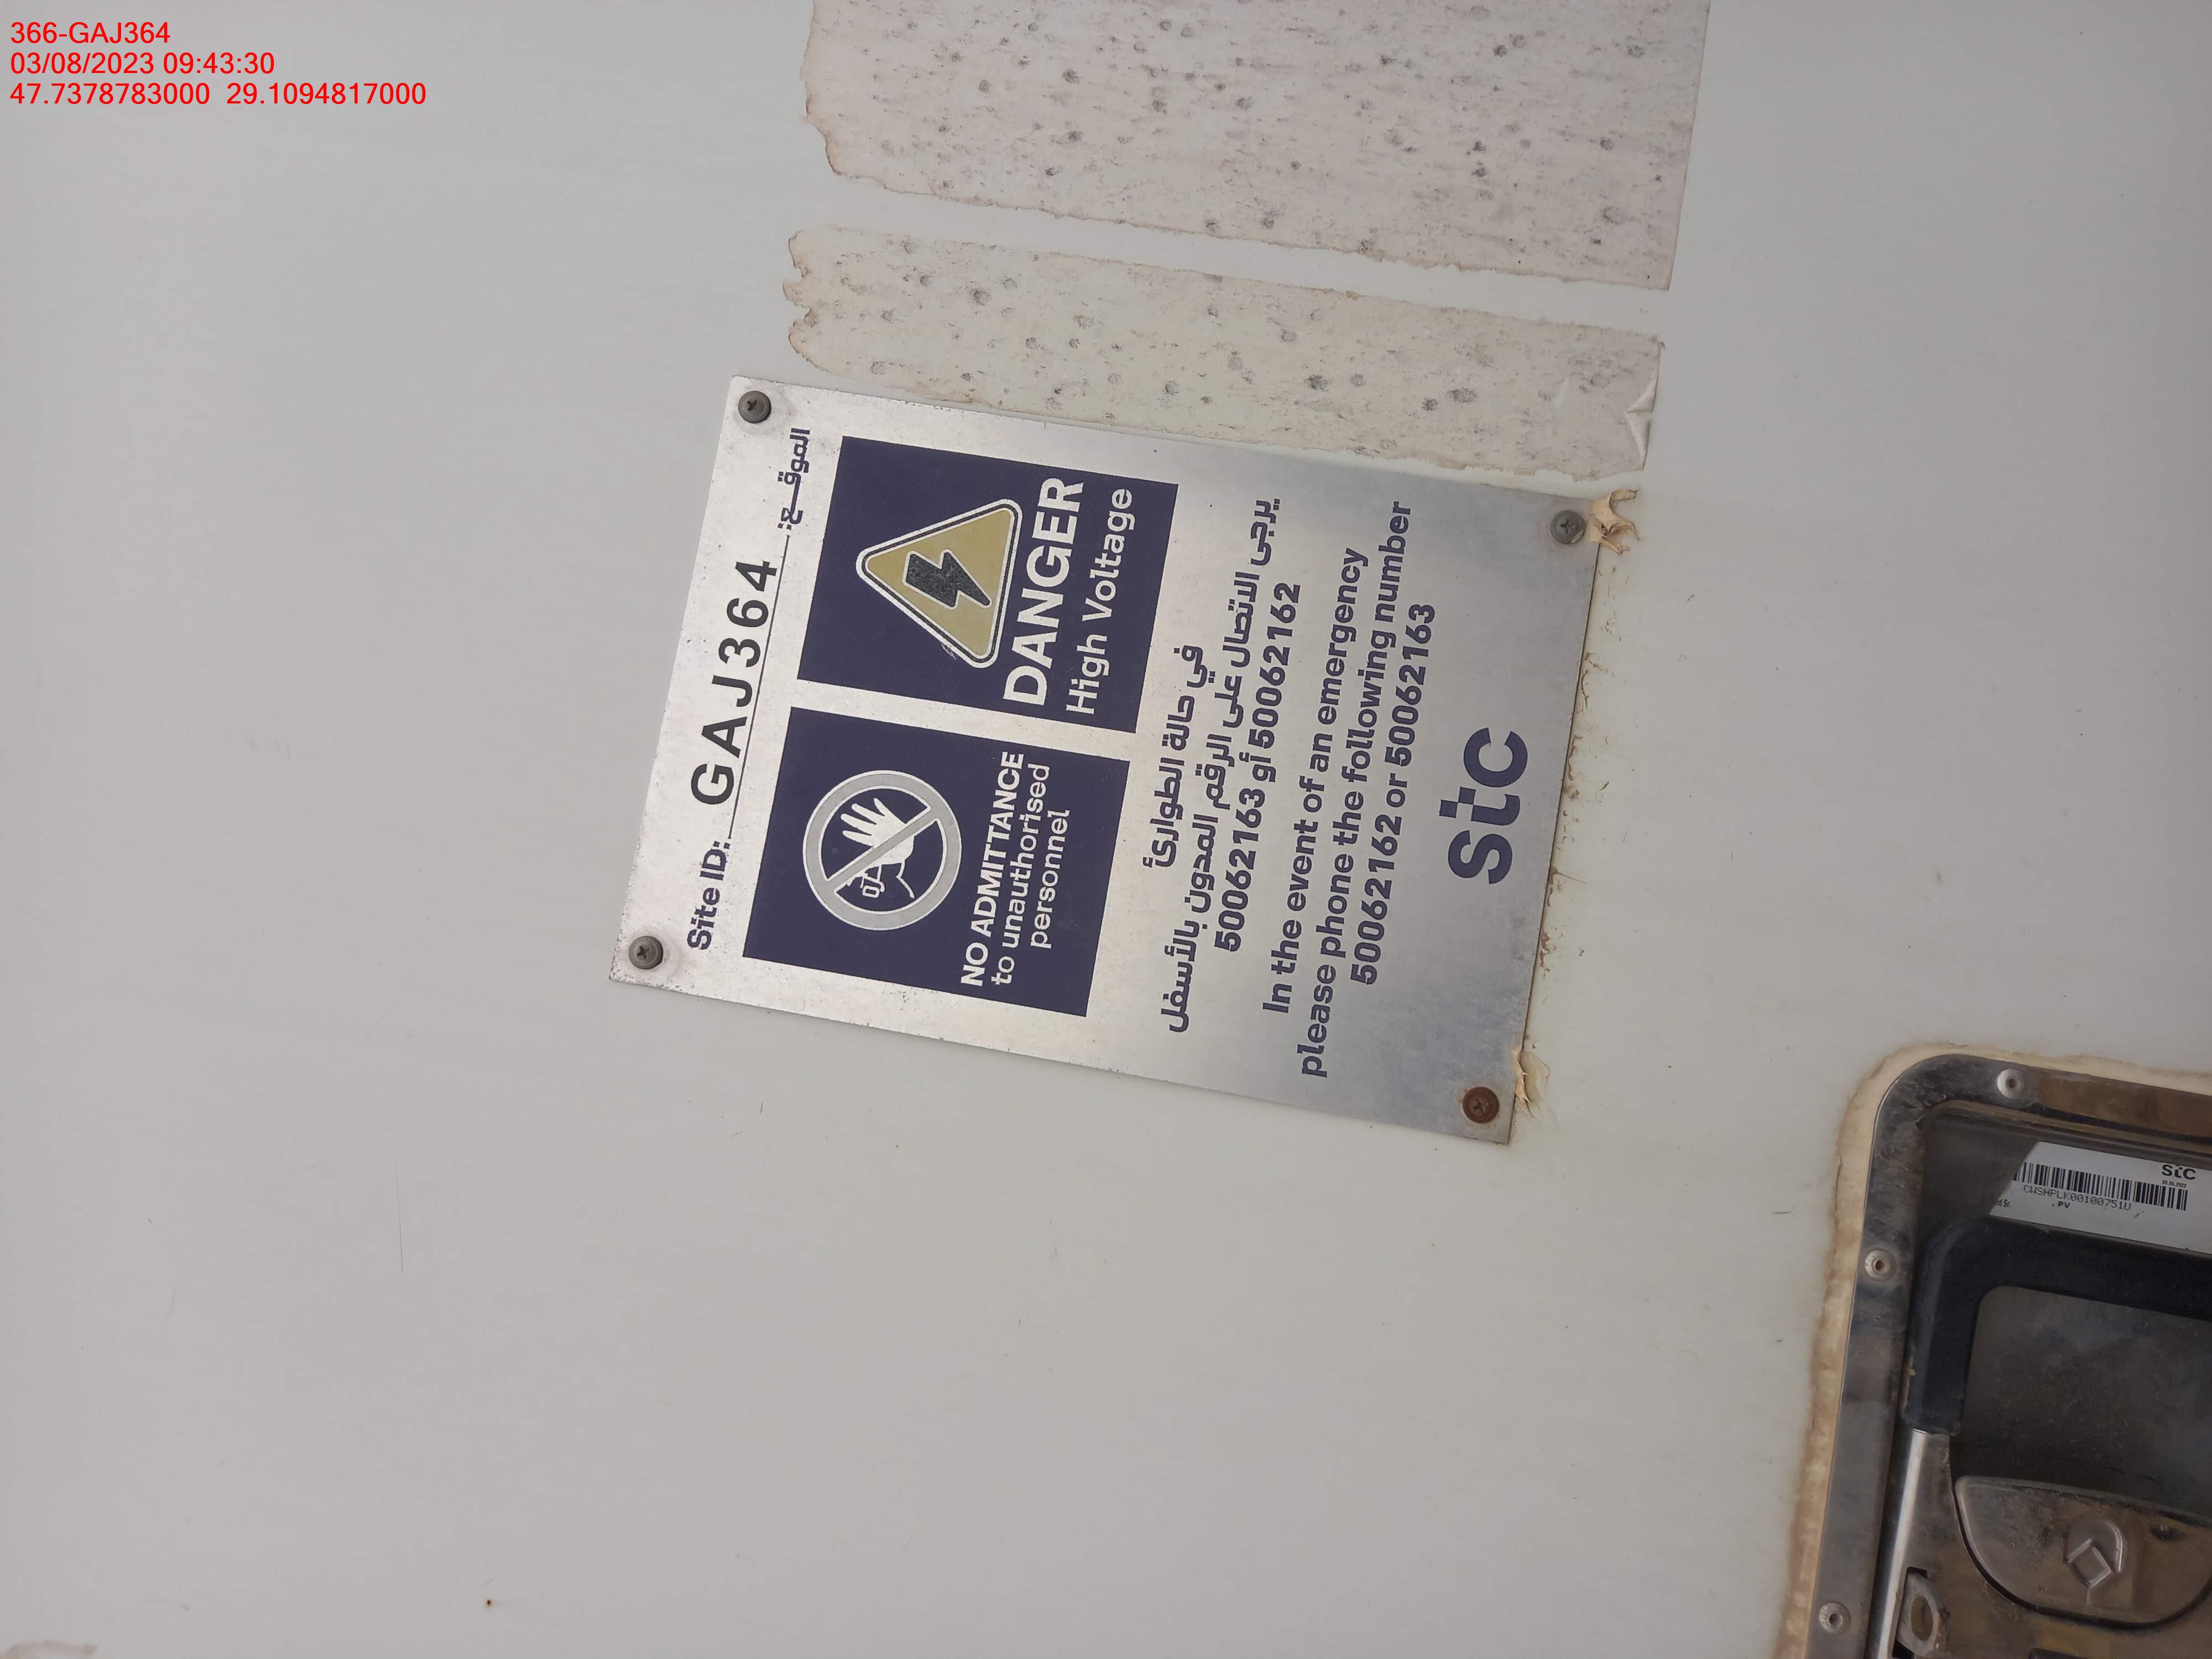 366-GAJ364
03/08/2023 09:43:30
47.7378783000 29.1094817000
Site ID: GAJ364 الموقع:
NO ADMITTANCE
to unauthorised
personnel
DANGER
High Voltage
في حالة الطوارئ
يرجى الاتصال على الرقم المدون بالأسفل
50062163 أو 50062162
In the event of an emergency
please phone the following number
50062162 or 50062163
stc
stc
CWSHPLK00100751U
PV